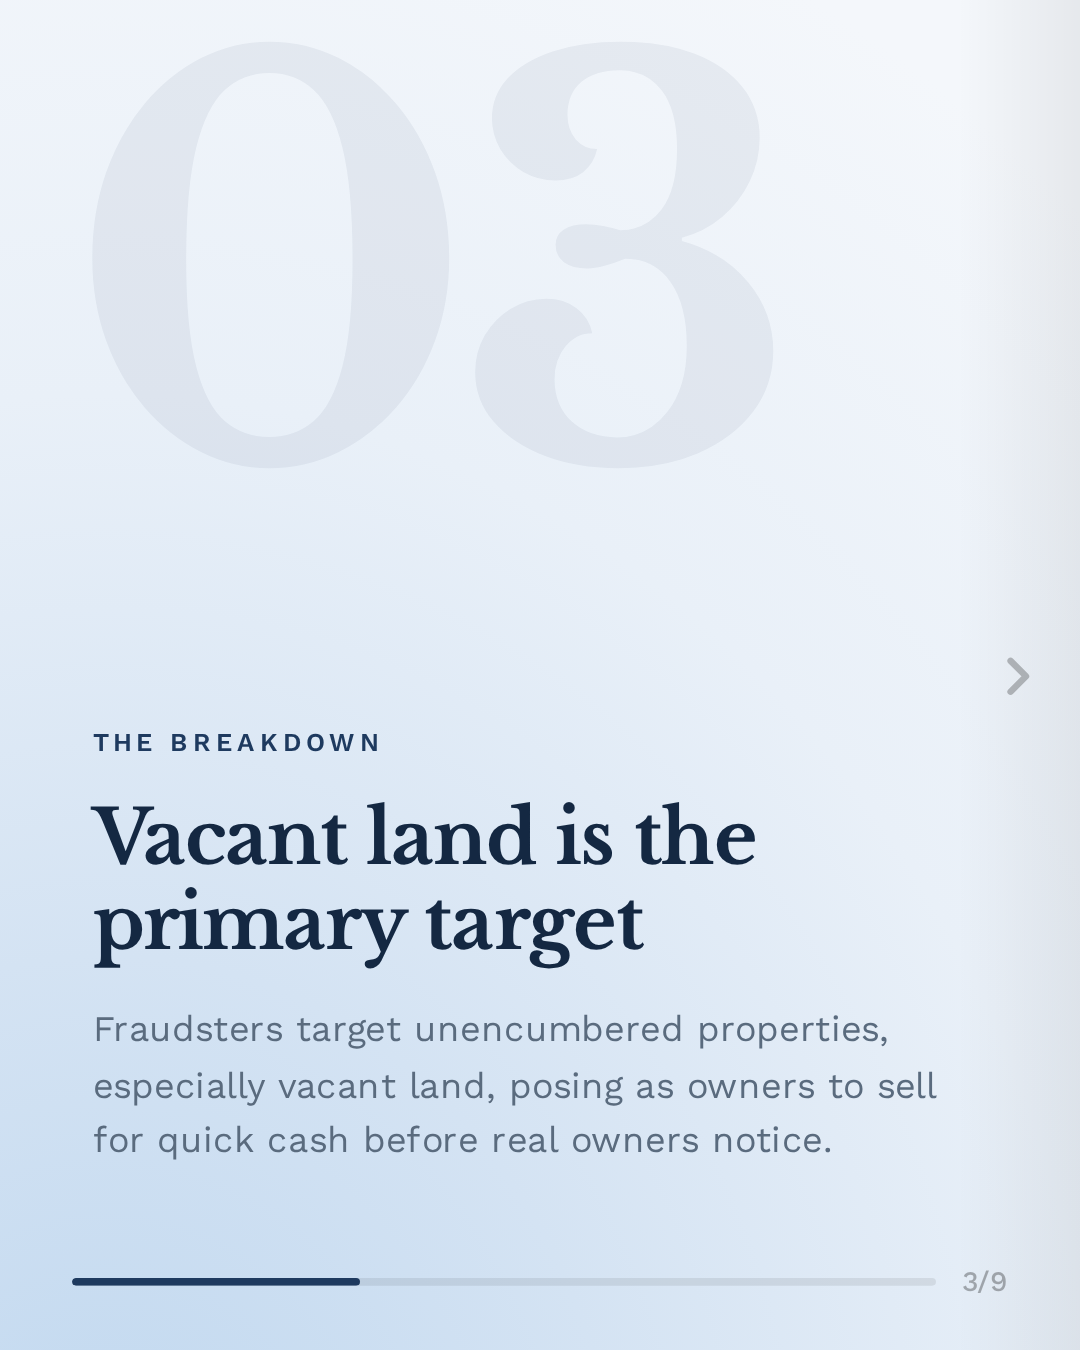 03
THE BREAKDOWN
Vacant land is the
primary target
Fraudsters target unencumbered properties,
especially vacant land, posing as owners to sell
for quick cash before real owners notice.
3/9